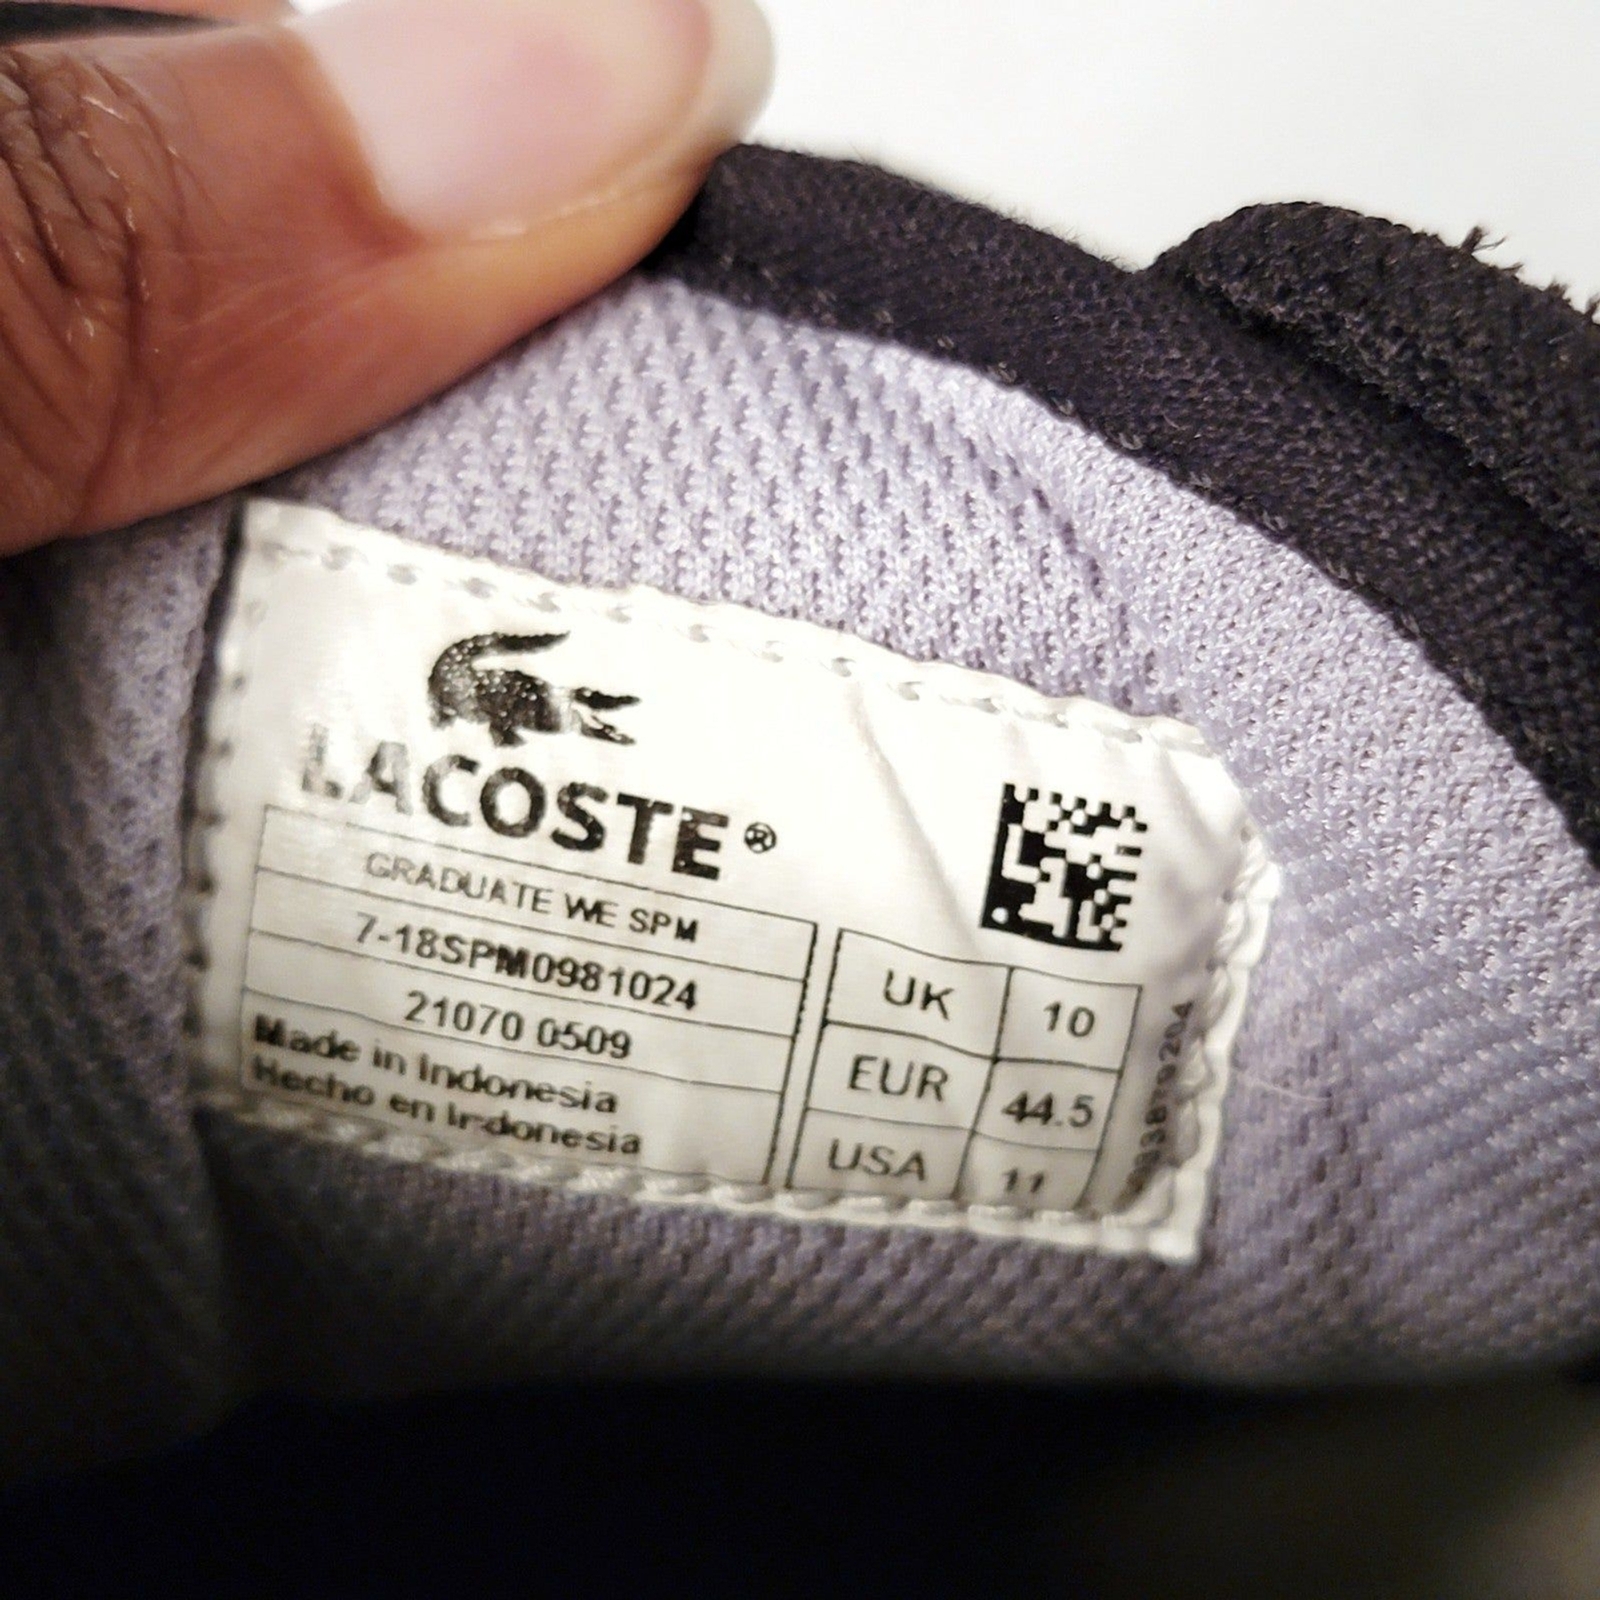 LACOSTE®
GRADUATE WE SPM
7-18SPM0981024
21070 0509
Made in Indonesia
Hecho en Indonesia
UK 10
EUR 44.5
USA 11